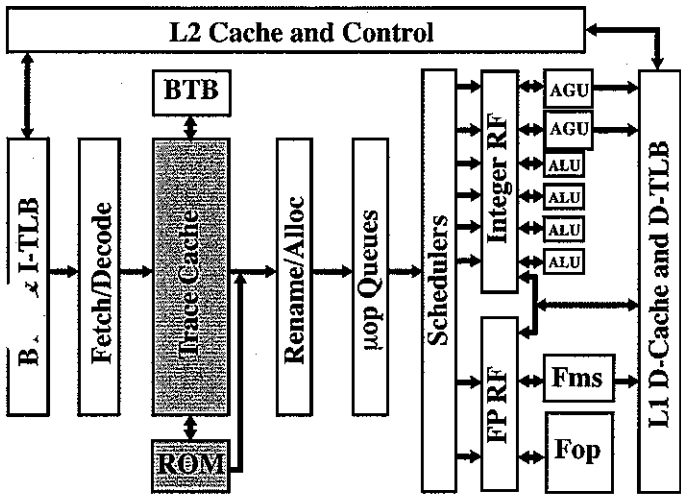 L2 Cache and Control
BTB
I-TLB
Fetch/Decode
Trace Cache
ROM
Rename/Alloc
µop Queues
Schedulers
Integer RF
FP RF
AGU
AGU
ALU
ALU
ALU
ALU
Fms
Fop
L1 D-Cache and D-TLB